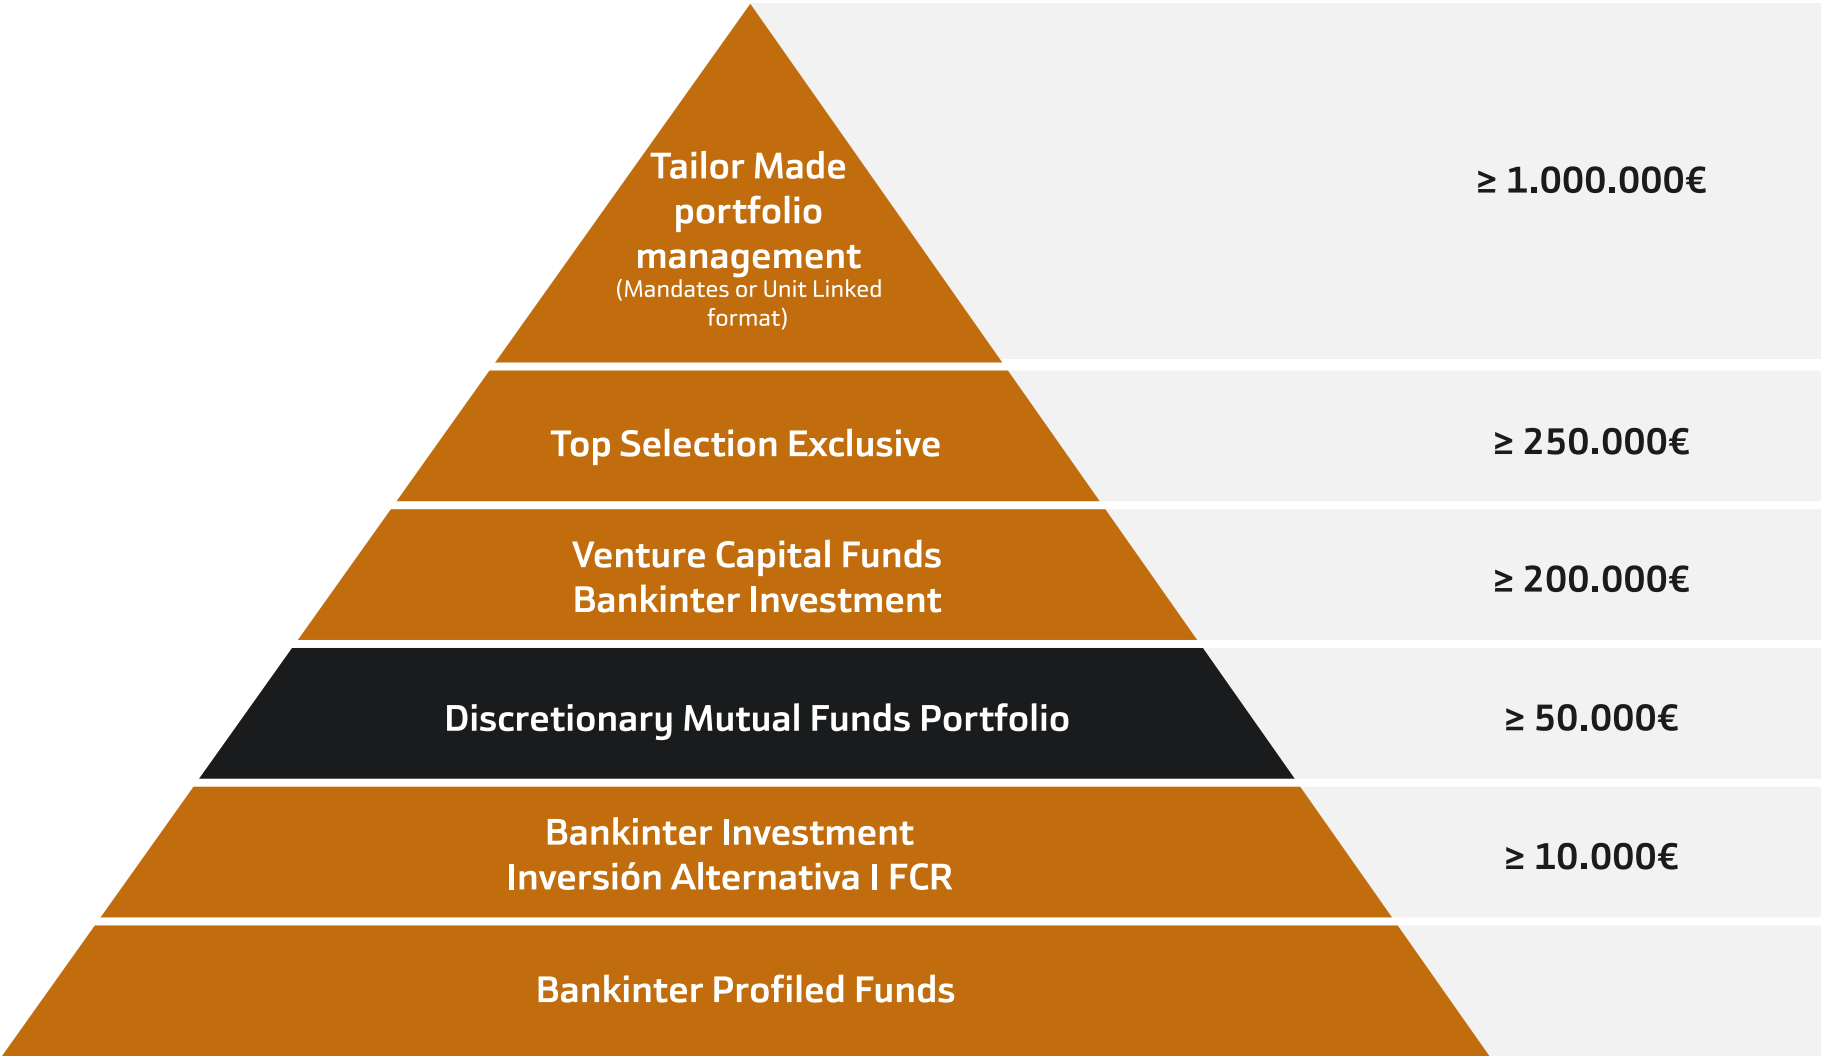 Tailor Made
portfolio
management
(Mandates or Unit Linked
format)
≥ 1.000.000€
Top Selection Exclusive
≥ 250.000€
Venture Capital Funds
Bankinter Investment
≥ 200.000€
Discretionary Mutual Funds Portfolio
≥ 50.000€
Bankinter Investment
Inversión Alternativa I FCR
≥ 10.000€
Bankinter Profiled Funds